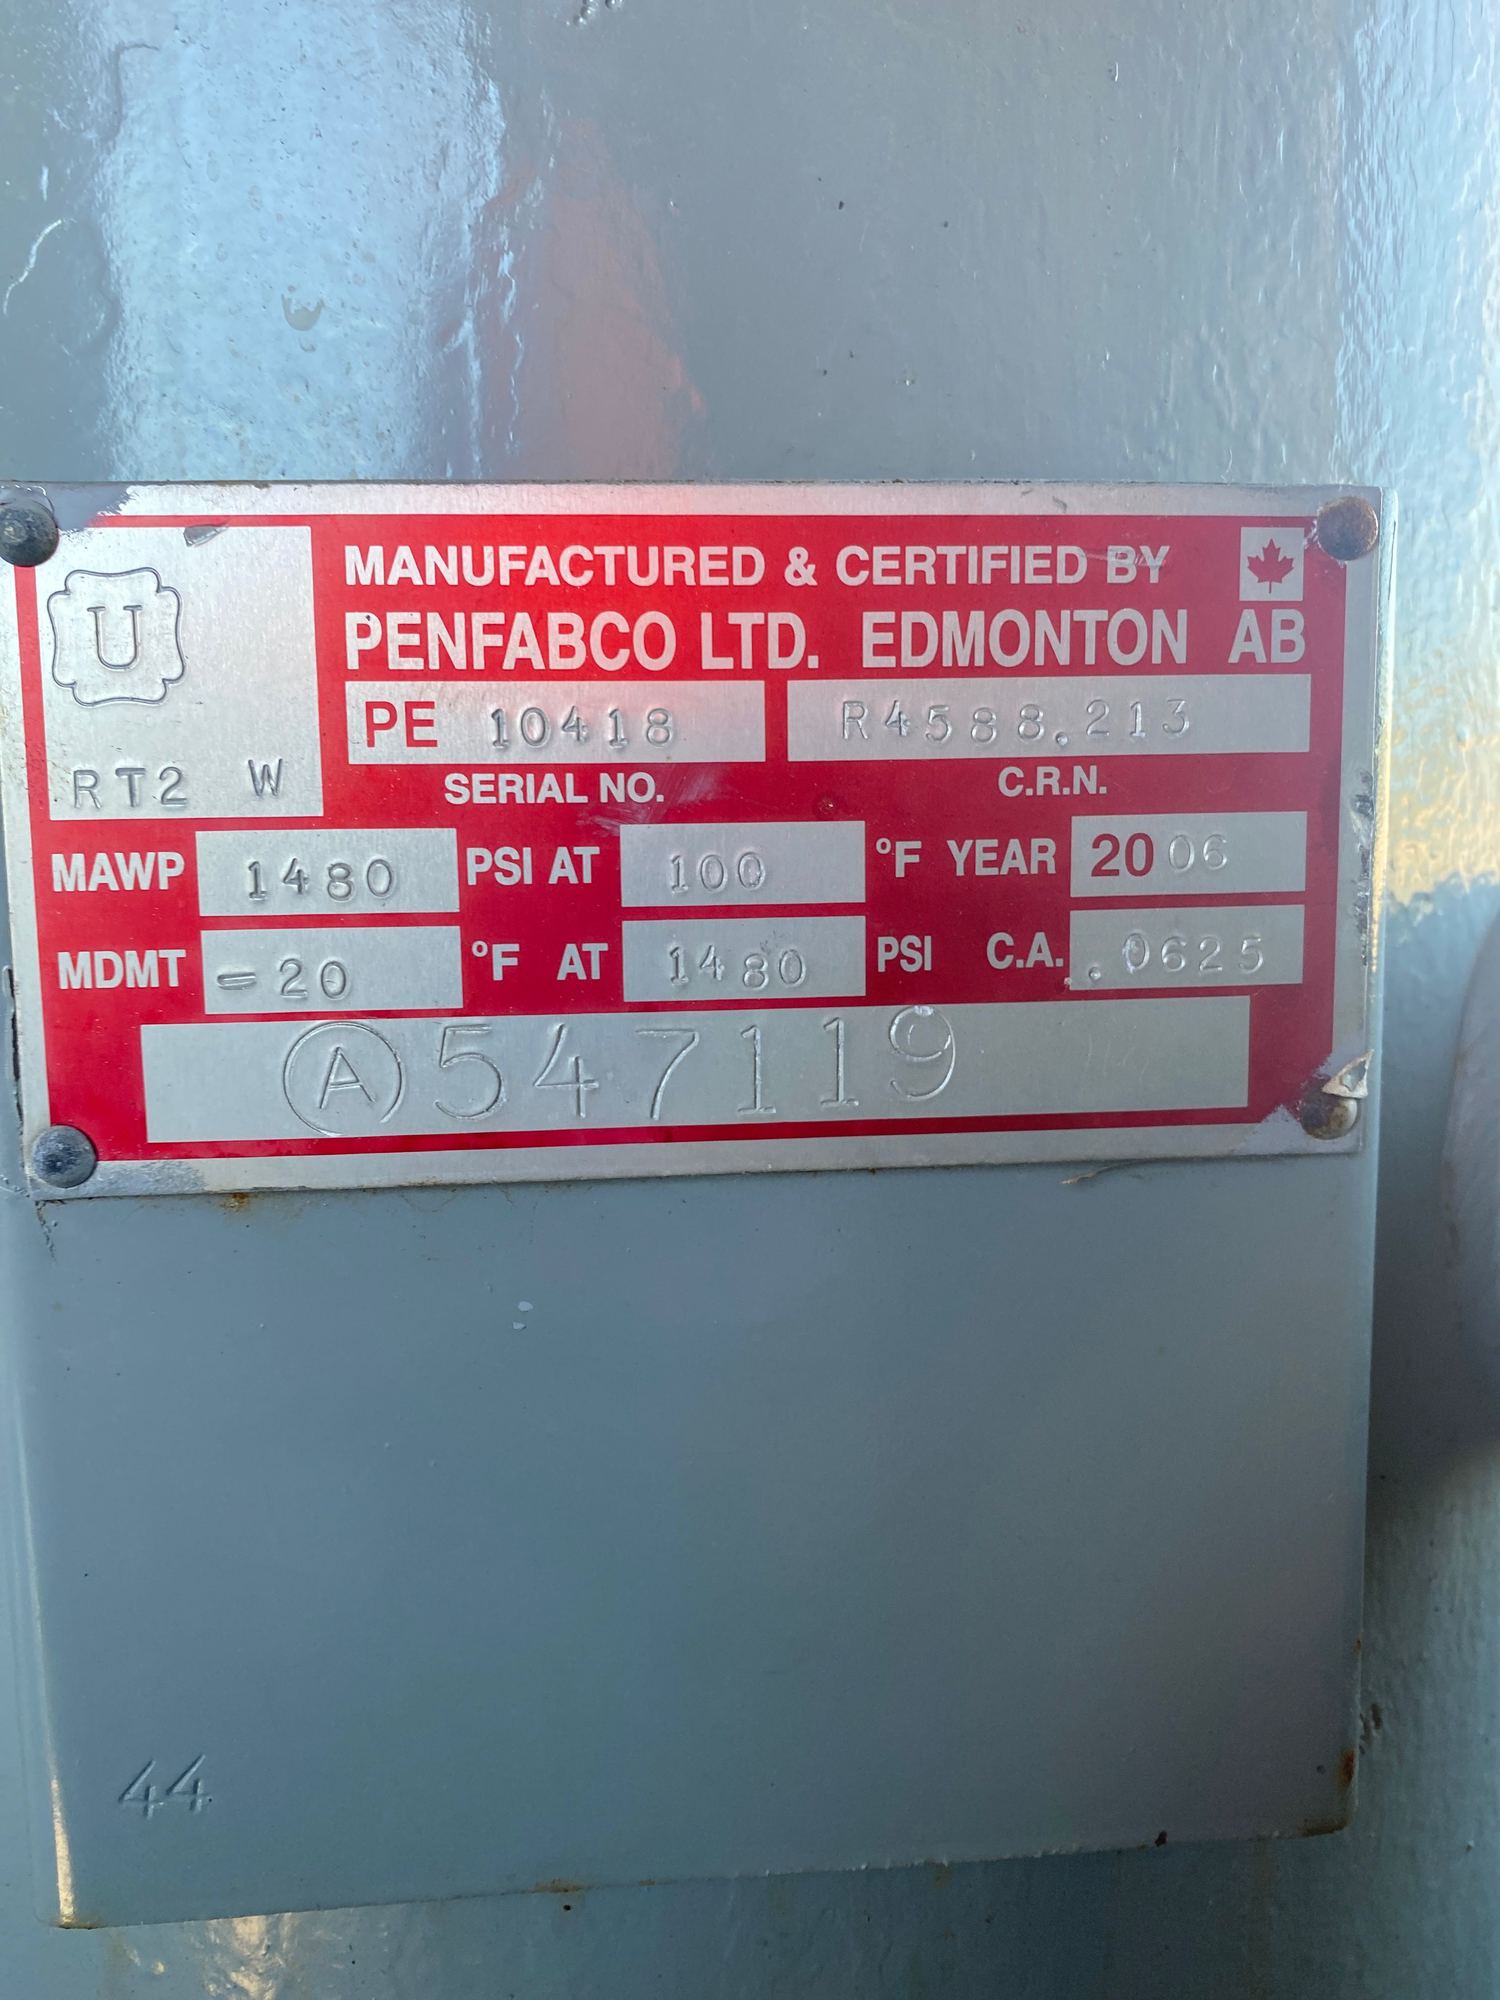 U
RT2 W
MANUFACTURED & CERTIFIED BY
PENFABCO LTD. EDMONTON AB
PE 10418 R4588.213
SERIAL NO. C.R.N.
MAWP 1480 PSI AT 100 °F YEAR 2006
MDMT -20 °F AT 1480 PSI C.A. .0625
A 547119
44